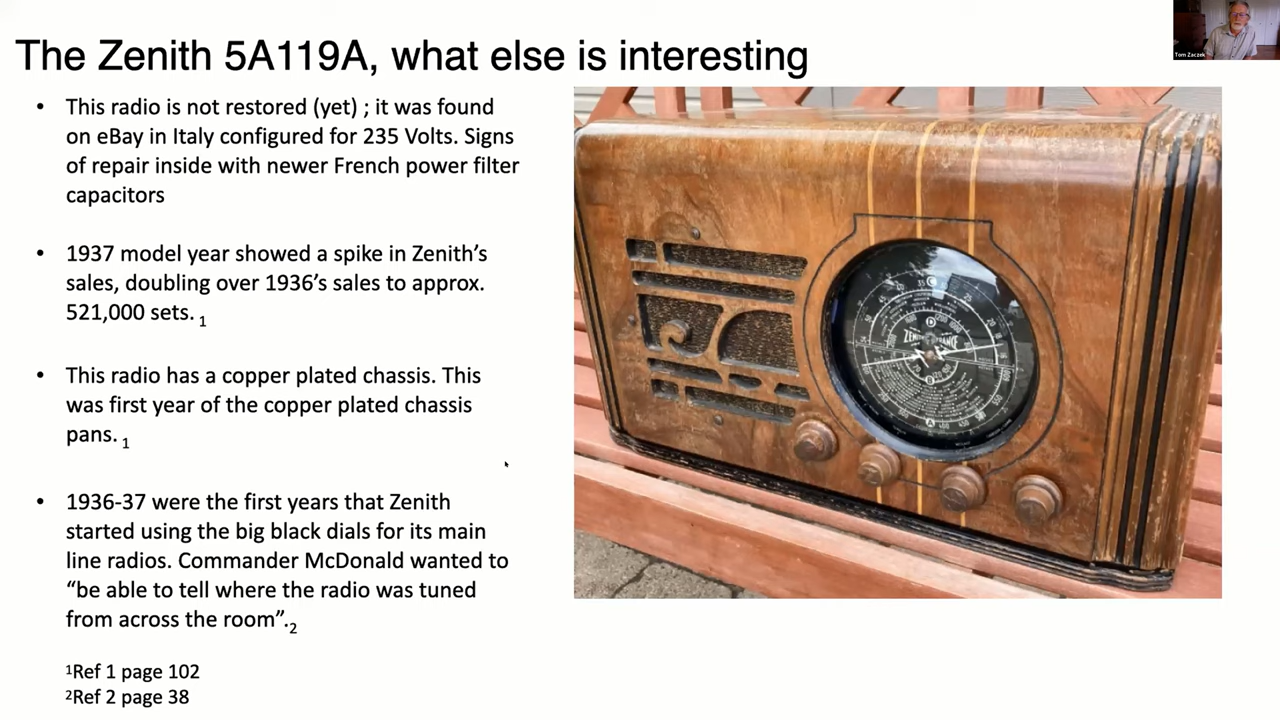 The Zenith 5A119A, what else is interesting
Tom Zaczek
• This radio is not restored (yet) ; it was found
on eBay in Italy configured for 235 Volts. Signs
of repair inside with newer French power filter
capacitors
• 1937 model year showed a spike in Zenith’s
sales, doubling over 1936’s sales to approx.
521,000 sets. 1
• This radio has a copper plated chassis. This
was first year of the copper plated chassis
pans. 1
• 1936-37 were the first years that Zenith
started using the big black dials for its main
line radios. Commander McDonald wanted to
“be able to tell where the radio was tuned
from across the room”.2
1Ref 1 page 102
2Ref 2 page 38